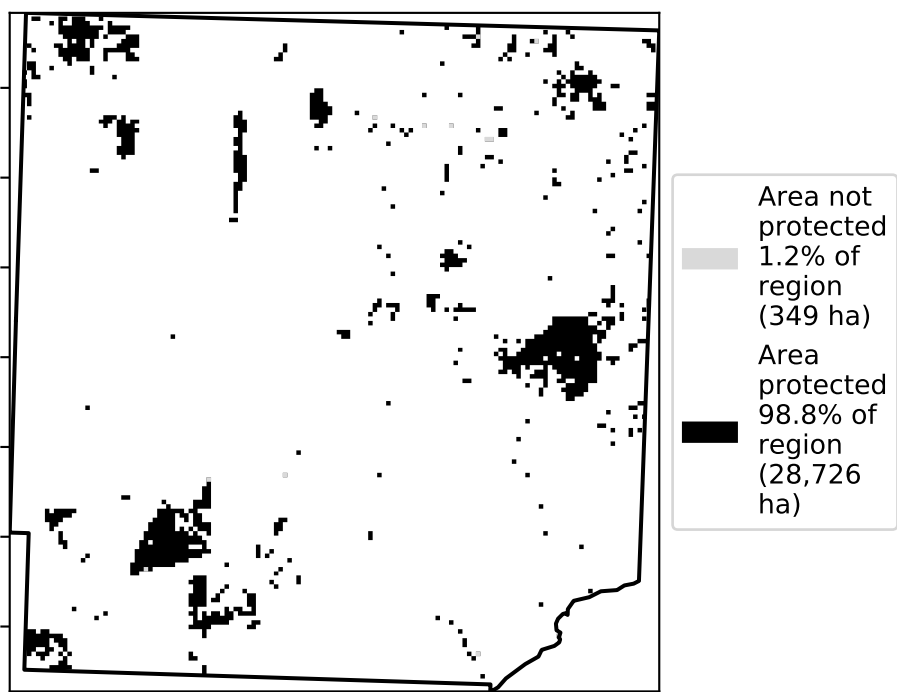 Area not
protected
1.2% of
region
(349 ha)
Area
protected
98.8% of
region
(28,726
ha)